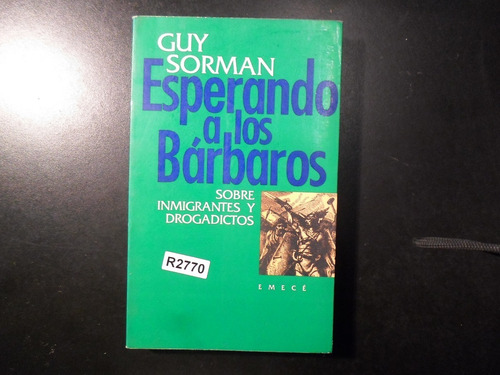 GUY
SORMAN
Esperando
a los
Bárbaros
SOBRE
INMIGRANTES Y
DROGADICTOS
R2770
EMECÉ